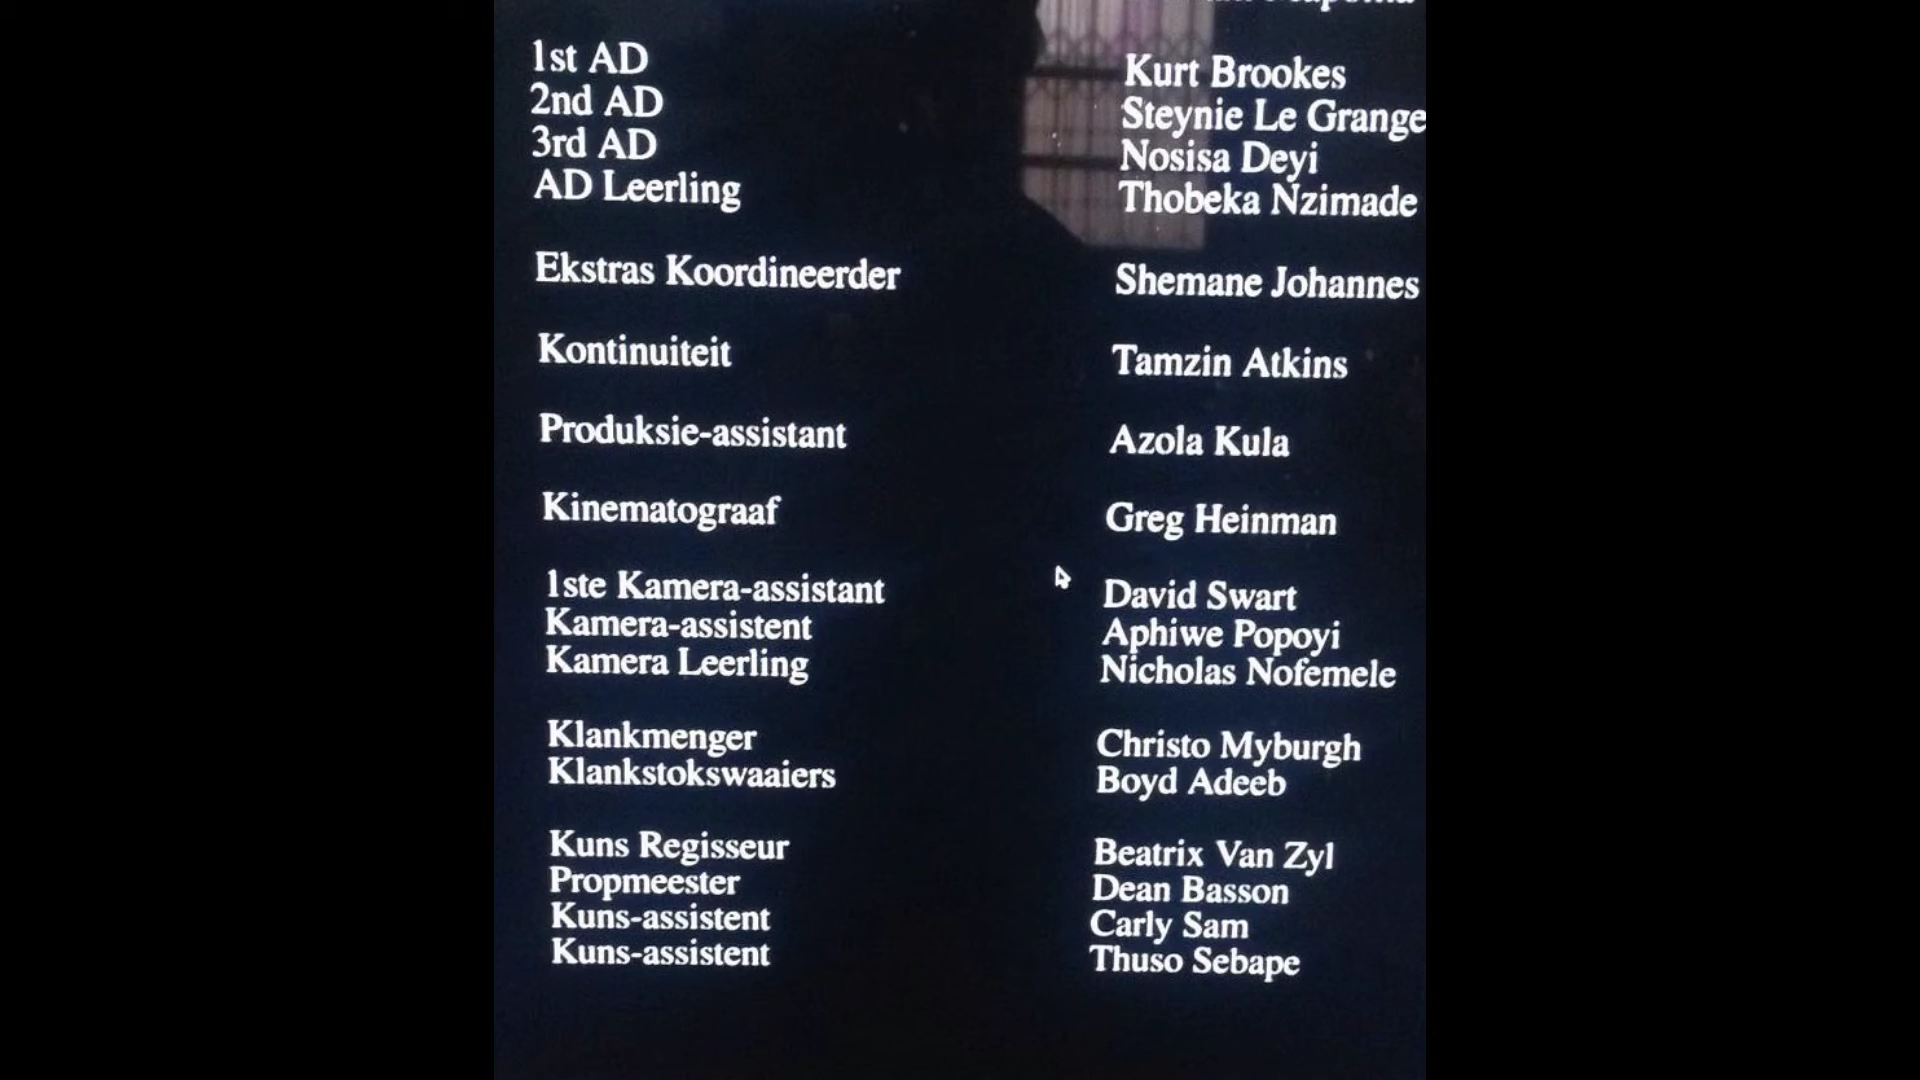 1st AD Kurt Brookes
2nd AD Steynie Le Grange
3rd AD Nosisa Deyi
AD Leerling Thobeka Nzimade
Ekstras Koordineerder Shemane Johannes
Kontinuiteit Tamzin Atkins
Produksie-assistant Azola Kula
Kinematograaf Greg Heinman
1ste Kamera-assistant David Swart
Kamera-assistent Aphiwe Popoyi
Kamera Leerling Nicholas Nofemele
Klankmenger Christo Myburgh
Klankstokswaaiers Boyd Adeeb
Kuns Regisseur Beatrix Van Zyl
Propmeester Dean Basson
Kuns-assistent Carly Sam
Kuns-assistent Thuso Sebape